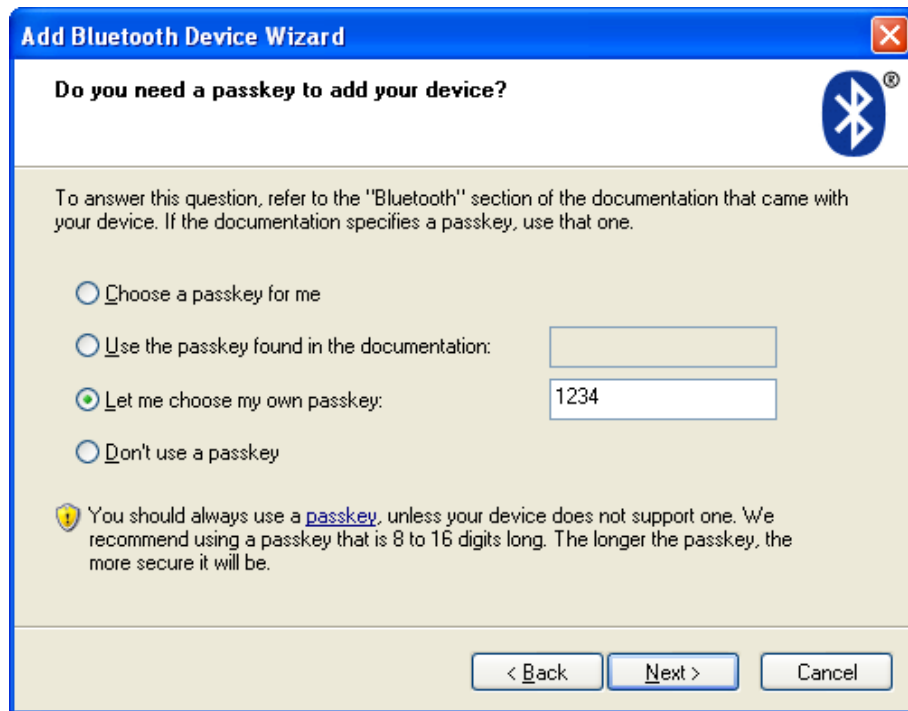 Add Bluetooth Device Wizard
Do you need a passkey to add your device?
®
To answer this question, refer to the "Bluetooth" section of the documentation that came with
your device. If the documentation specifies a passkey, use that one.
Choose a passkey for me
Use the passkey found in the documentation:
Let me choose my own passkey:
1234
Don't use a passkey
You should always use a passkey, unless your device does not support one. We
recommend using a passkey that is 8 to 16 digits long. The longer the passkey, the
more secure it will be.
< Back
Next >
Cancel